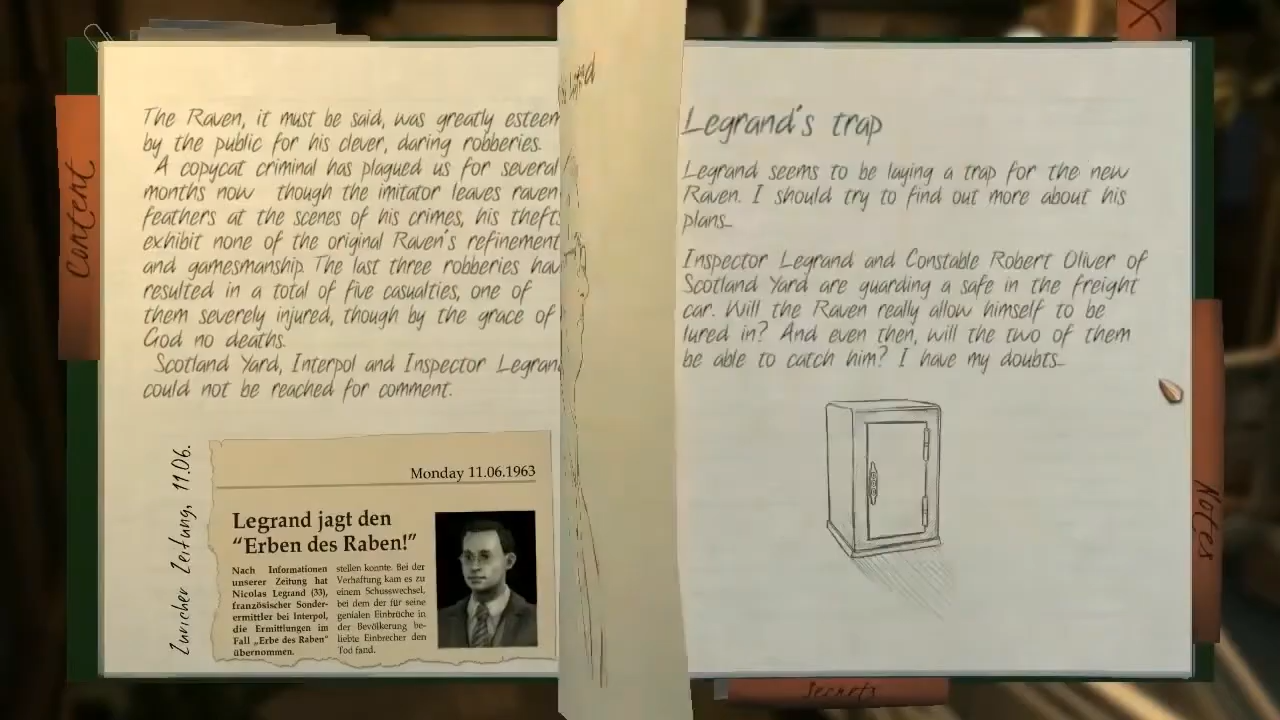 Content
The Raven, it must be said, was greatly esteem
by the public for his clever, daring robberies.
A copycat criminal has plagued us for several
months now though the imitator leaves raven
feathers at the scenes of his crimes, his thefts
exhibit none of the original Raven's refinement
and gamesmanship. The last three robberies hav
resulted in a total of five casualties, one of
them severely injured, though by the grace of
God no deaths.
Scotland Yard, Interpol and Inspector Legran
could not be reached for comment.
Zuricher Zeitung, 11.06.
Monday 11.06.1963
Legrand jagt den
“Erben des Raben!”
Nach Informationen
unserer Zeitung hat
Nicolas Legrand (33),
französischer Sonder-
ermittler bei Interpol,
die Ermittlungen im
Fall „Erbe des Raben“
übernommen.
stellen konnte. Bei der
Verhaftung kam es zu
einem Schusswechsel,
bei dem der für seine
genialen Einbrüche in
der Bevölkerung be-
liebte Einbrecher den
Tod fand.
X
Legrand's trap
Legrand seems to be laying a trap for the new
Raven. I should try to find out more about his
plans...
Inspector Legrand and Constable Robert Oliver of
Scotland Yard are guarding a safe in the freight
car. Will the Raven really allow himself to be
lured in? And even then, will the two of them
be able to catch him? I have my doubts...
Notes
Secrets